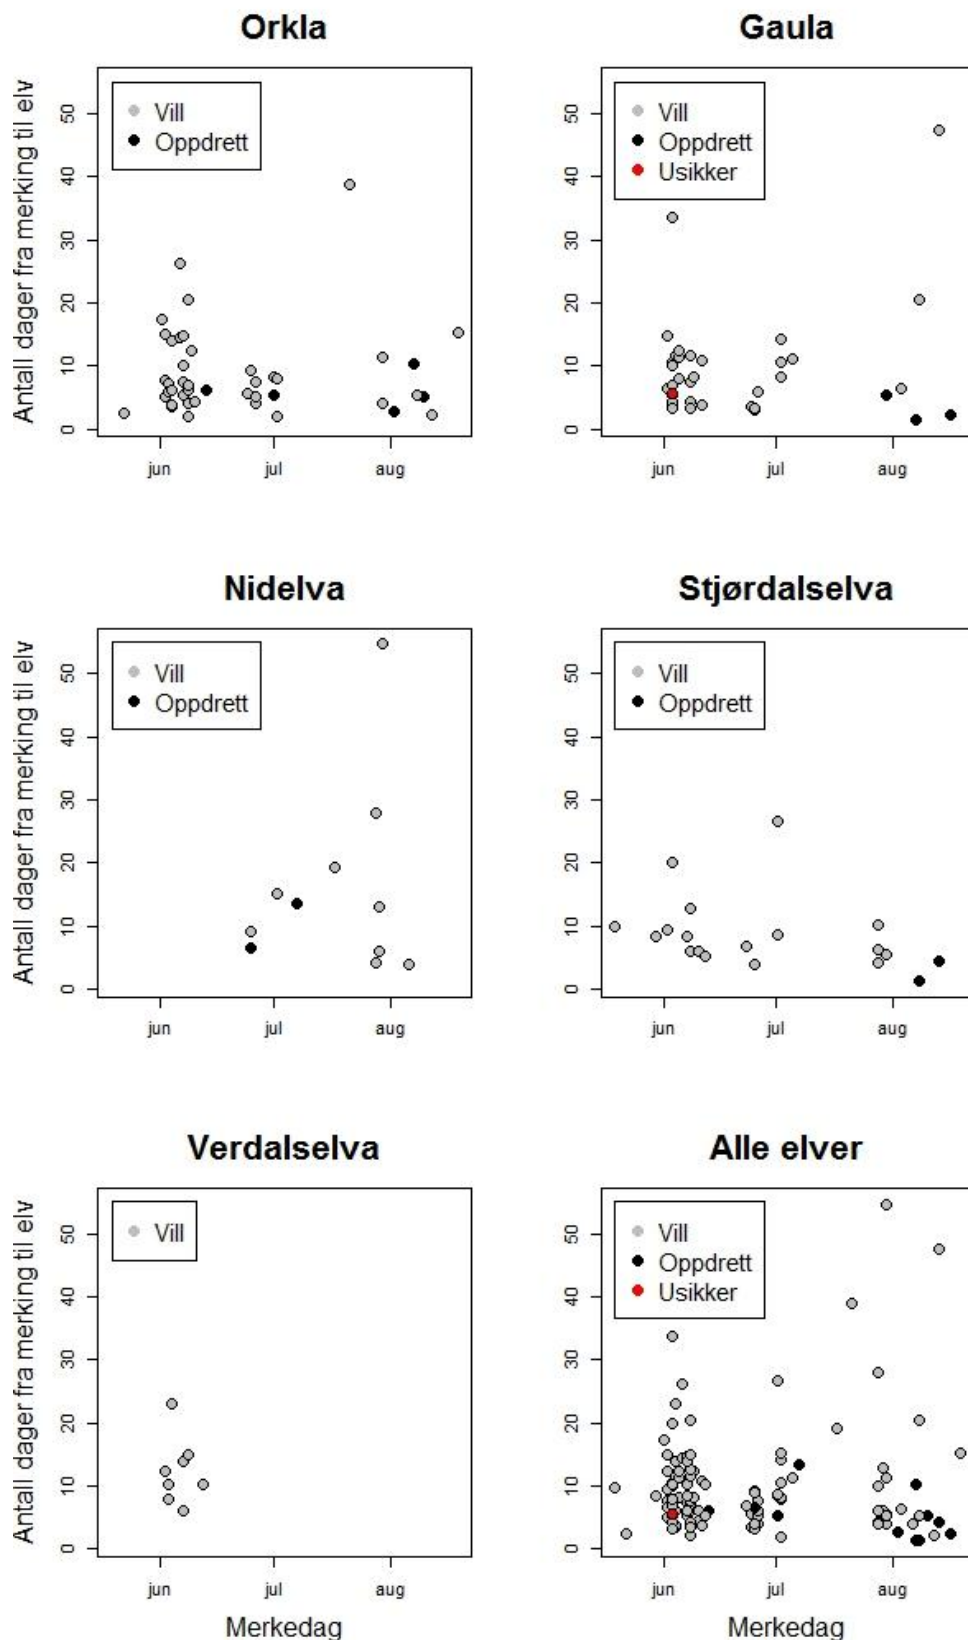 Orkla
Antall dager fra merking til elv
50
40
30
20
10
0
Vill
Oppdrett
jun jul aug
Gaula
50
40
30
20
10
0
Vill
Oppdrett
Usikker
jun jul aug
Nidelva
Antall dager fra merking til elv
50
40
30
20
10
0
Vill
Oppdrett
jun jul aug
Stjørdalselva
50
40
30
20
10
0
Vill
Oppdrett
jun jul aug
Verdalselva
Antall dager fra merking til elv
50
40
30
20
10
0
Vill
jun jul aug
Merkedag
Alle elver
50
40
30
20
10
0
Vill
Oppdrett
Usikker
jun jul aug
Merkedag